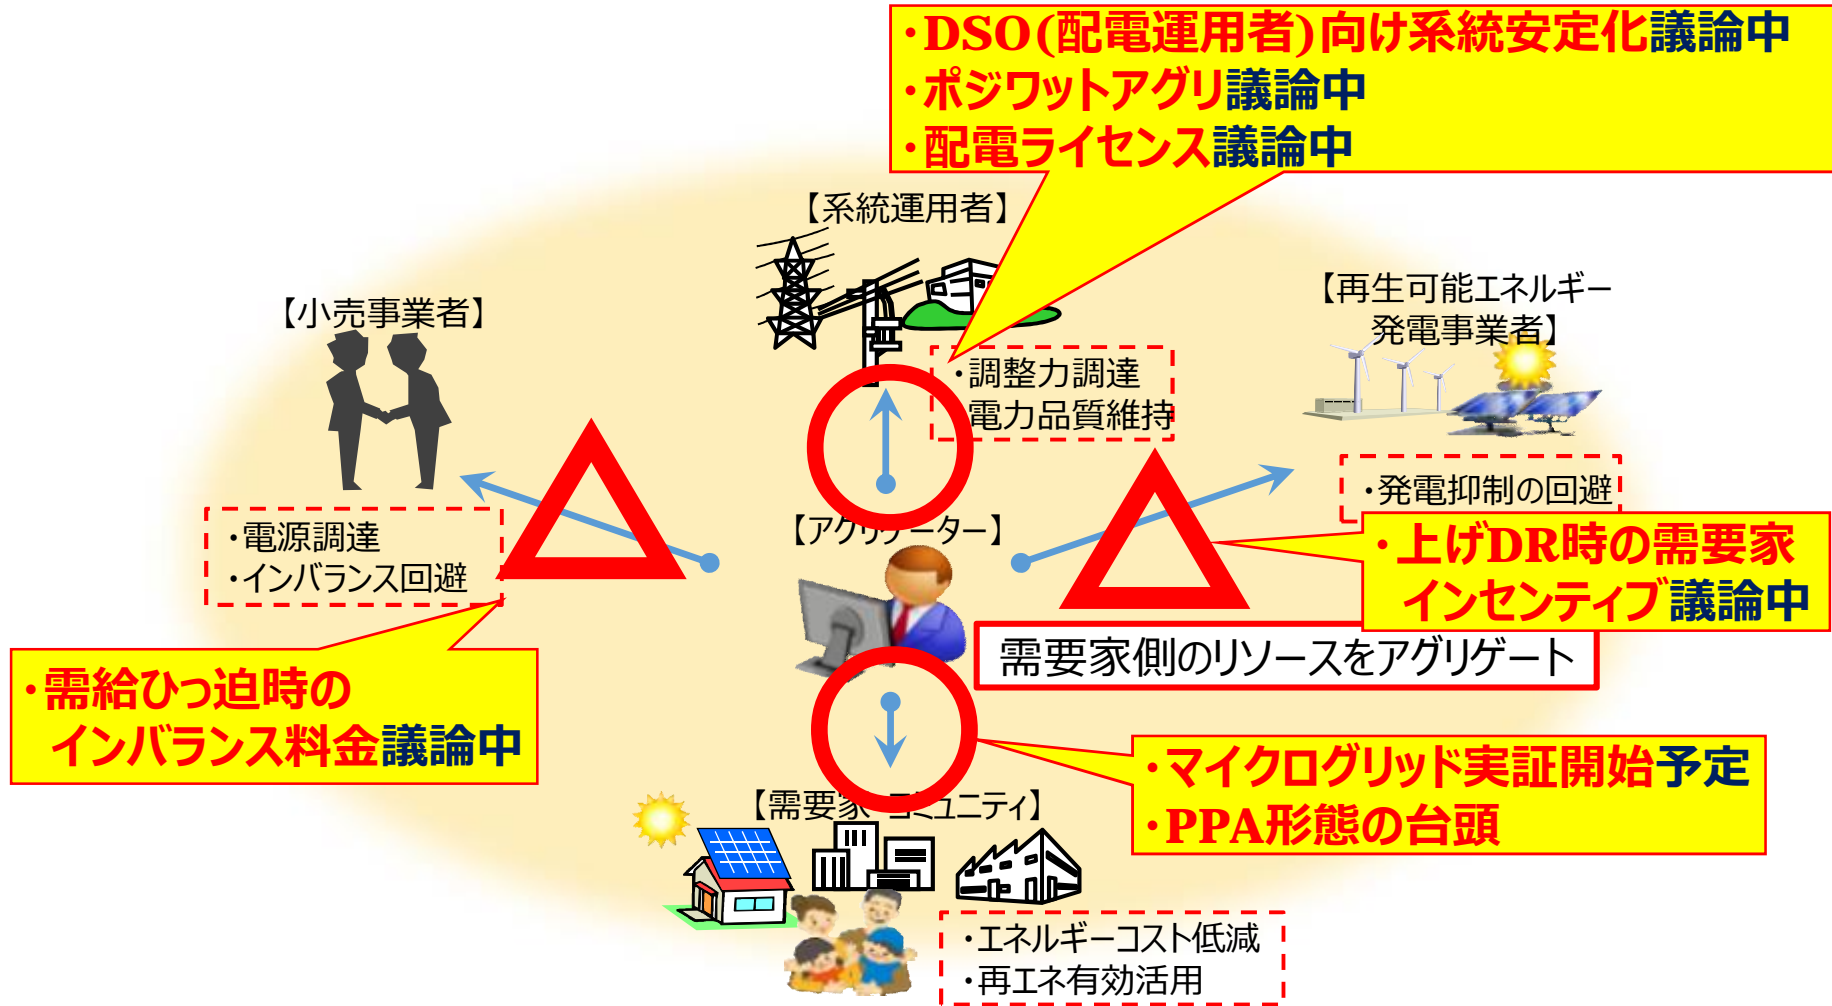 ・DSO(配電運用者)向け系統安定化議論中
・ポジワットアグリ議論中
・配電ライセンス議論中
【系統運用者】
・調整力調達
電力品質維持
【小売事業者】
・電源調達
・インバランス回避
・需給ひっ迫時の
インバランス料金議論中
【再生可能エネルギー
発電事業者】
・発電抑制の回避
・上げDR時の需要家
インセンティブ議論中
【アグリゲーター】
需要家側のリソースをアグリゲート
・マイクログリッド実証開始予定
・PPA形態の台頭
【需要家 コミュニティ】
・エネルギーコスト低減
・再エネ有効活用